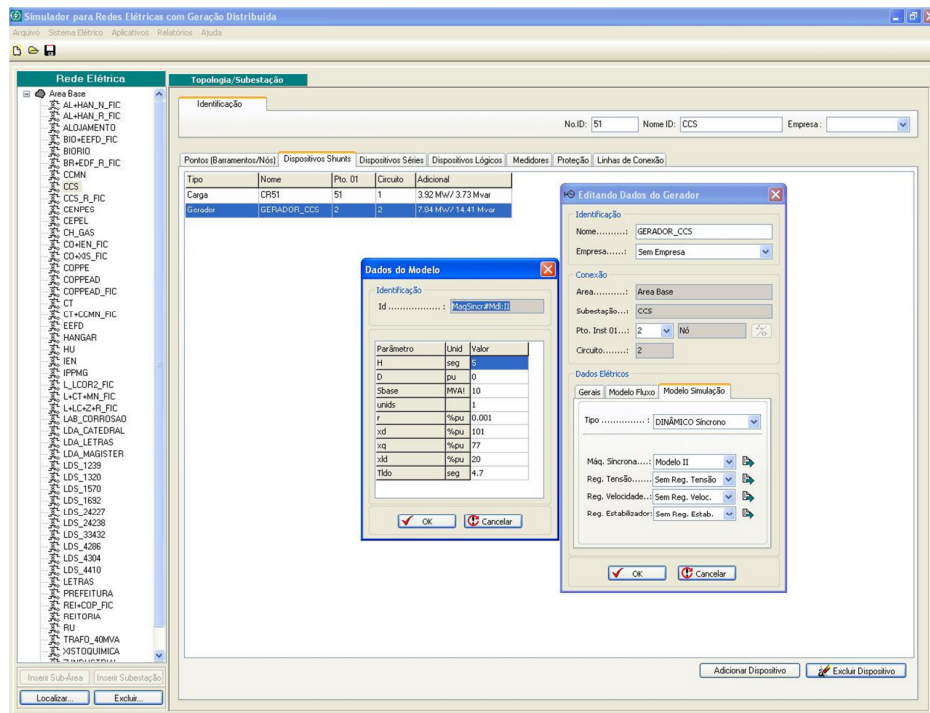 Simulador para Redes Elétricas com Geração Distribuída
Arquivo Sistema Elétrico Aplicativos Relatórios Ajuda
Rede Elétrica
Area Base
AL+HAN_N_FIC
AL+HAN_R_FIC
ALOJAMENTO
BIO+EEFD_FIC
BIORIO
BR+EDF_R_FIC
CCMN
CCS
CCS_R_FIC
CENPES
CEPEL
CH_GAS
CO+IEN_FIC
CO+XIS_FIC
COPPE
COPPEAD
COPPEAD_FIC
CT
CT+CCMN_FIC
EEFD
HANGAR
HU
IEN
IPPMG
L_LCOR2_FIC
L+CT+MN_FIC
L+LC+Z+R_FIC
LAB_CORROSAO
LDA_CATEDRAL
LDA_LETRAS
LDA_MAGISTER
LDS_1239
LDS_1320
LDS_1570
LDS_1692
LDS_24227
LDS_24238
LDS_33432
LDS_4286
LDS_4304
LDS_4410
LETRAS
PREFEITURA
REI+COP_FIC
REITORIA
RU
TRAFO_40MVA
XISTOQUIMICA
Inserir Sub-Área Inserir Subestação
Localizar... Excluir...
Topologia/Subestação
Identificação
No.ID: 51 Nome ID: CCS Empresa :
Pontos (Barramentos/Nós) Dispositivos Shunts Dispositivos Séries Dispositivos Lógicos Medidores Proteção Linhas de Conexão
Tipo Nome Pto. 01 Circuito Adicional
Carga CR51 51 1 3.92 MW/ 3.73 Mvar
Gerador GERADOR_CCS 2 2 7.84 MW/ 14.41 Mvar
Dados do Modelo
Identificação
Id .................. : MaqSincr#Mdl:II
Parâmetro Unid Valor
H seg 5
D pu 0
Sbase MVA! 10
unids 1
r %pu 0.001
xd %pu 101
xq %pu 77
xld %pu 20
Tldo seg 4.7
OK Cancelar
Editando Dados do Gerador
Identificação
Nome..........: GERADOR_CCS
Empresa......: Sem Empresa
Conexão
Area...........: Area Base
Subestação...: CCS
Pto. Inst 01...: 2 Nó
Circuito........: 2
Dados Elétricos
Gerais Modelo Fluxo Modelo Simulação
Tipo ............... : DINÂMICO Síncrono
Máq. Síncrona....: Modelo II
Reg. Tensão....... Sem Reg. Tensão
Reg. Velocidade..: Sem Reg. Veloc.
Reg. Estabilizador: Sem Reg. Estab.
OK Cancelar
Adicionar Dispositivo Excluir Dispositivo